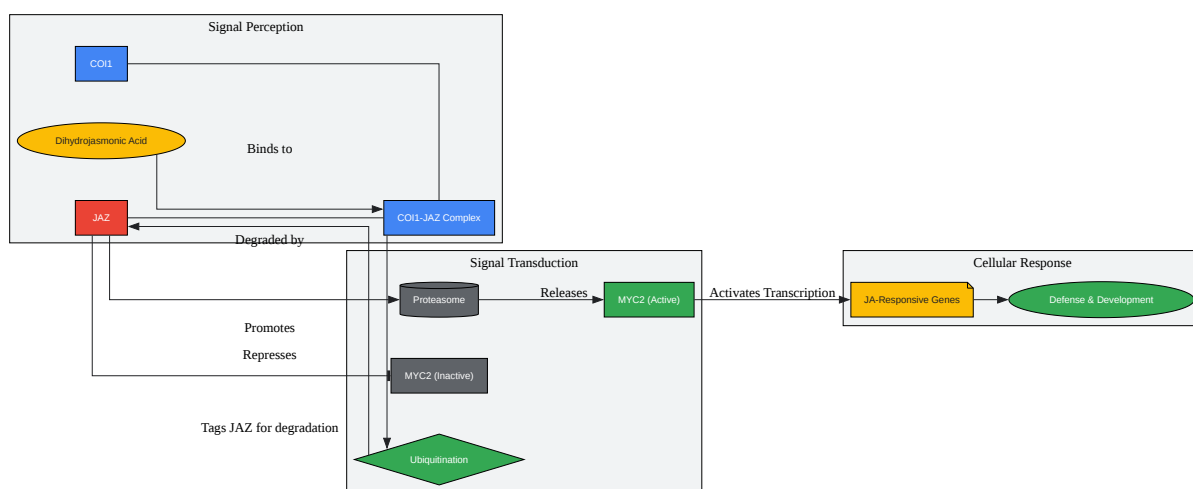 Signal Perception
COI1
Dihydrojasmonic Acid
Binds to
JAZ
COI1-JAZ Complex
Degraded by
Signal Transduction
Cellular Response
Proteasome
Releases
MYC2 (Active)
Activates Transcription
JA-Responsive Genes
Defense & Development
Promotes
Represses
MYC2 (Inactive)
Tags JAZ for degradation
Ubiquitination